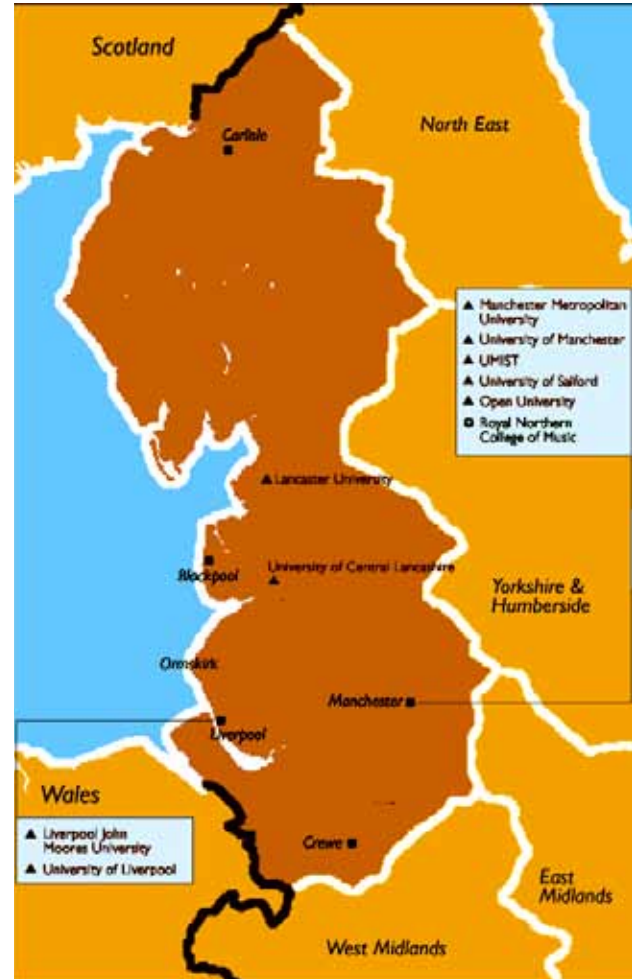 Scotland
Carlisle
North East
Manchester Metropolitan
University
University of Manchester
UMIST
University of Salford
Open University
Royal Northern
College of Music
Lancaster University
Blackpool
University of Central Lancashire
Yorkshire &
Humberside
Ormskirk
Manchester
Liverpool
Wales
Liverpool John
Moores University
University of Liverpool
Crewe
East
Midlands
West Midlands